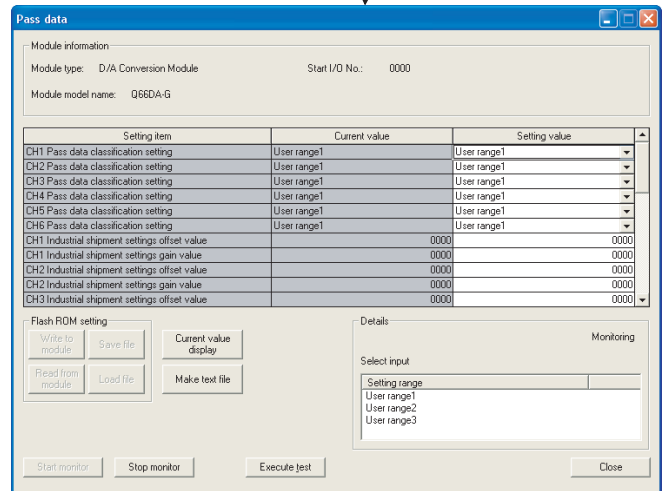 Pass data
Module information
Module type: D/A Conversion Module Start I/O No.: 0000
Module model name: Q66DA-G
Setting item Current value Setting value
CH1 Pass data classification setting User range1 User range1
CH2 Pass data classification setting User range1 User range1
CH3 Pass data classification setting User range1 User range1
CH4 Pass data classification setting User range1 User range1
CH5 Pass data classification setting User range1 User range1
CH6 Pass data classification setting User range1 User range1
CH1 Industrial shipment settings offset value 0000 0000
CH1 Industrial shipment settings gain value 0000 0000
CH2 Industrial shipment settings offset value 0000 0000
CH2 Industrial shipment settings gain value 0000 0000
CH3 Industrial shipment settings offset value 0000 0000
Flash ROM setting
Write to
module
Save file
Current value
display
Read from
module
Load file
Make text file
Details
Monitoring
Select input
Setting range
User range1
User range2
User range3
Start monitor Stop monitor Execute test Close